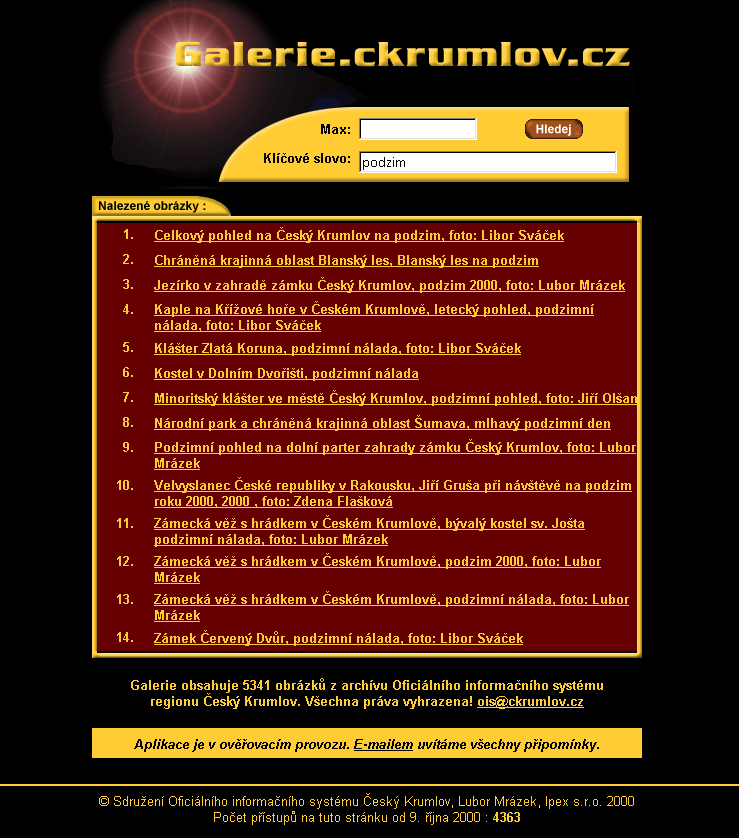 Galerie.ckrumlov.cz
Max:
Hledej
Klíčové slovo: podzim
Nalezené obrázky :
1. Celkový pohled na Český Krumlov na podzim, foto: Libor Sváček
2. Chráněná krajinná oblast Blanský les, Blanský les na podzim
3. Jezírko v zahradě zámku Český Krumlov, podzim 2000, foto: Lubor Mrázek
4. Kaple na Křížové hoře v Českém Krumlově, letecký pohled, podzimní
nálada, foto: Libor Sváček
5. Klášter Zlatá Koruna, podzimní nálada, foto: Libor Sváček
6. Kostel v Dolním Dvořišti, podzimní nálada
7. Minoritský klášter ve městě Český Krumlov, podzimní pohled, foto: Jiří Olšan
8. Národní park a chráněná krajinná oblast Šumava, mlhavý podzimní den
9. Podzimní pohled na dolní parter zahrady zámku Český Krumlov, foto: Lubor
Mrázek
10. Velvyslanec České republiky v Rakousku, Jiří Gruša při návštěvě na podzim
roku 2000, 2000 , foto: Zdena Flašková
11. Zámecká věž s hrádkem v Českém Krumlově, bývalý kostel sv. Jošta
podzimní nálada, foto: Lubor Mrázek
12. Zámecká věž s hrádkem v Českém Krumlově, podzim 2000, foto: Lubor
Mrázek
13. Zámecká věž s hrádkem v Českém Krumlově, podzimní nálada, foto: Lubor
Mrázek
14. Zámek Červený Dvůr, podzimní nálada, foto: Libor Sváček
Galerie obsahuje 5341 obrázků z archívu Oficiálního informačního systému
regionu Český Krumlov. Všechna práva vyhrazena! ois@ckrumlov.cz
Aplikace je v ověřovacím provozu. E-mailem uvítáme všechny připomínky.
© Sdružení Oficiálního informačního systému Český Krumlov, Lubor Mrázek, Ipex s.r.o. 2000
Počet přístupů na tuto stránku od 9. října 2000 : 4363